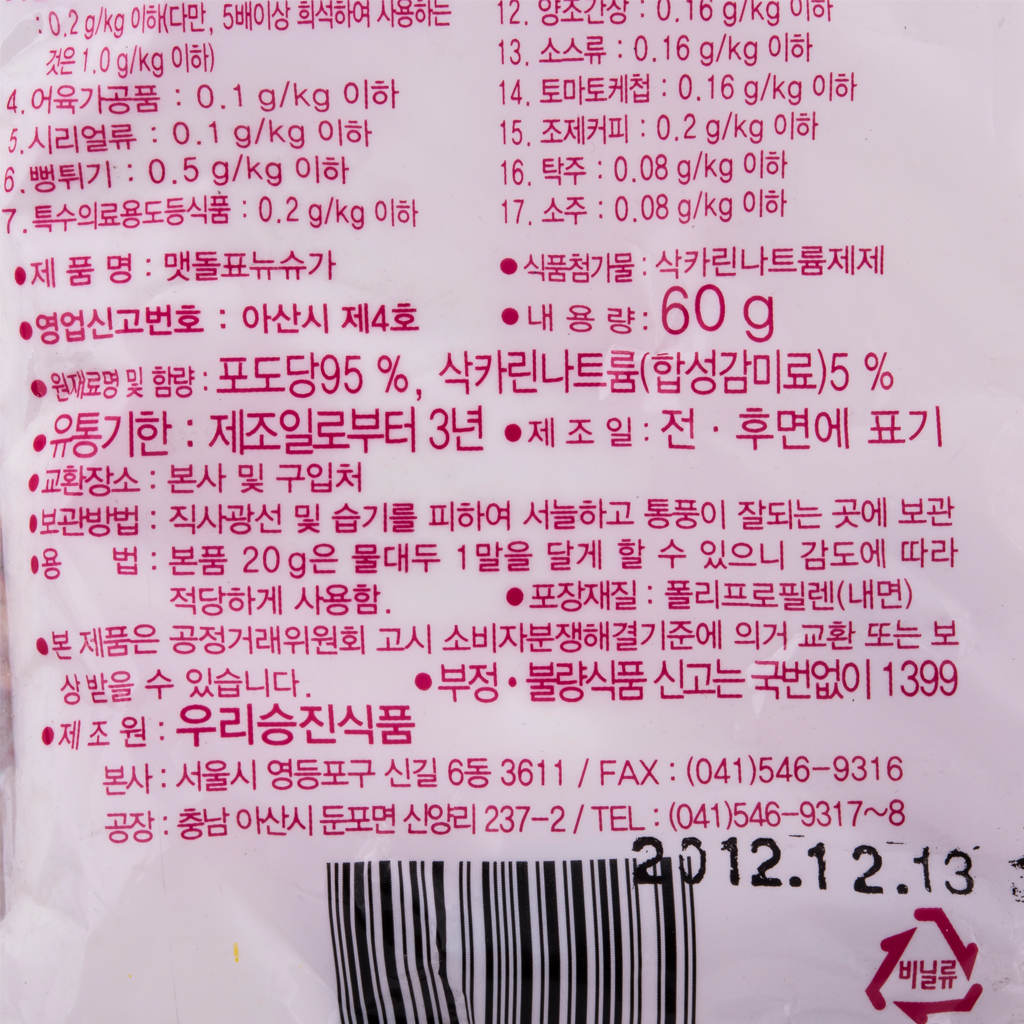 : 0.2 g/kg 이하(다만, 5배이상 희석하여 사용하는
것은 1.0 g/kg 이하)
4. 어육가공품 : 0.1 g/kg 이하
5. 시리얼류 : 0.1 g/kg 이하
6. 뻥튀기 : 0.5 g/kg 이하
7. 특수의료용도등식품 : 0.2 g/kg 이하
12. 양조간장 : 0.16 g/kg 이하
13. 소스류 : 0.16 g/kg 이하
14. 토마토케첩 : 0.16 g/kg 이하
15. 조제커피 : 0.2 g/kg 이하
16. 탁주 : 0.08 g/kg 이하
17. 소주 : 0.08 g/kg 이하
●제 품 명 : 맷돌표뉴슈가 ●식품첨가물 : 삭카린나트륨제제
●영업신고번호 : 아산시 제4호 ●내 용 량 : 60 g
●원재료명 및 함량 : 포도당95 %, 삭카린나트륨(합성감미료)5 %
●유통기한 : 제조일로부터 3년 ●제 조 일 : 전 · 후면에 표기
●교환장소 : 본사 및 구입처
●보관방법 : 직사광선 및 습기를 피하여 서늘하고 통풍이 잘되는 곳에 보관
●용 법 : 본품 20 g은 물대두 1말을 달게 할 수 있으니 감도에 따라
적당하게 사용함. ●포장재질 : 폴리프로필렌(내면)
●본 제품은 공정거래위원회 고시 소비자분쟁해결기준에 의거 교환 또는 보
상받을 수 있습니다. ●부정 · 불량식품 신고는 국번없이 1399
●제 조 원 : 우리승진식품
본사 : 서울시 영등포구 신길 6동 3611 / FAX : (041)546-9316
공장 : 충남 아산시 둔포면 신양리 237-2 / TEL : (041)546-9317~8
2012.12.13
비닐류